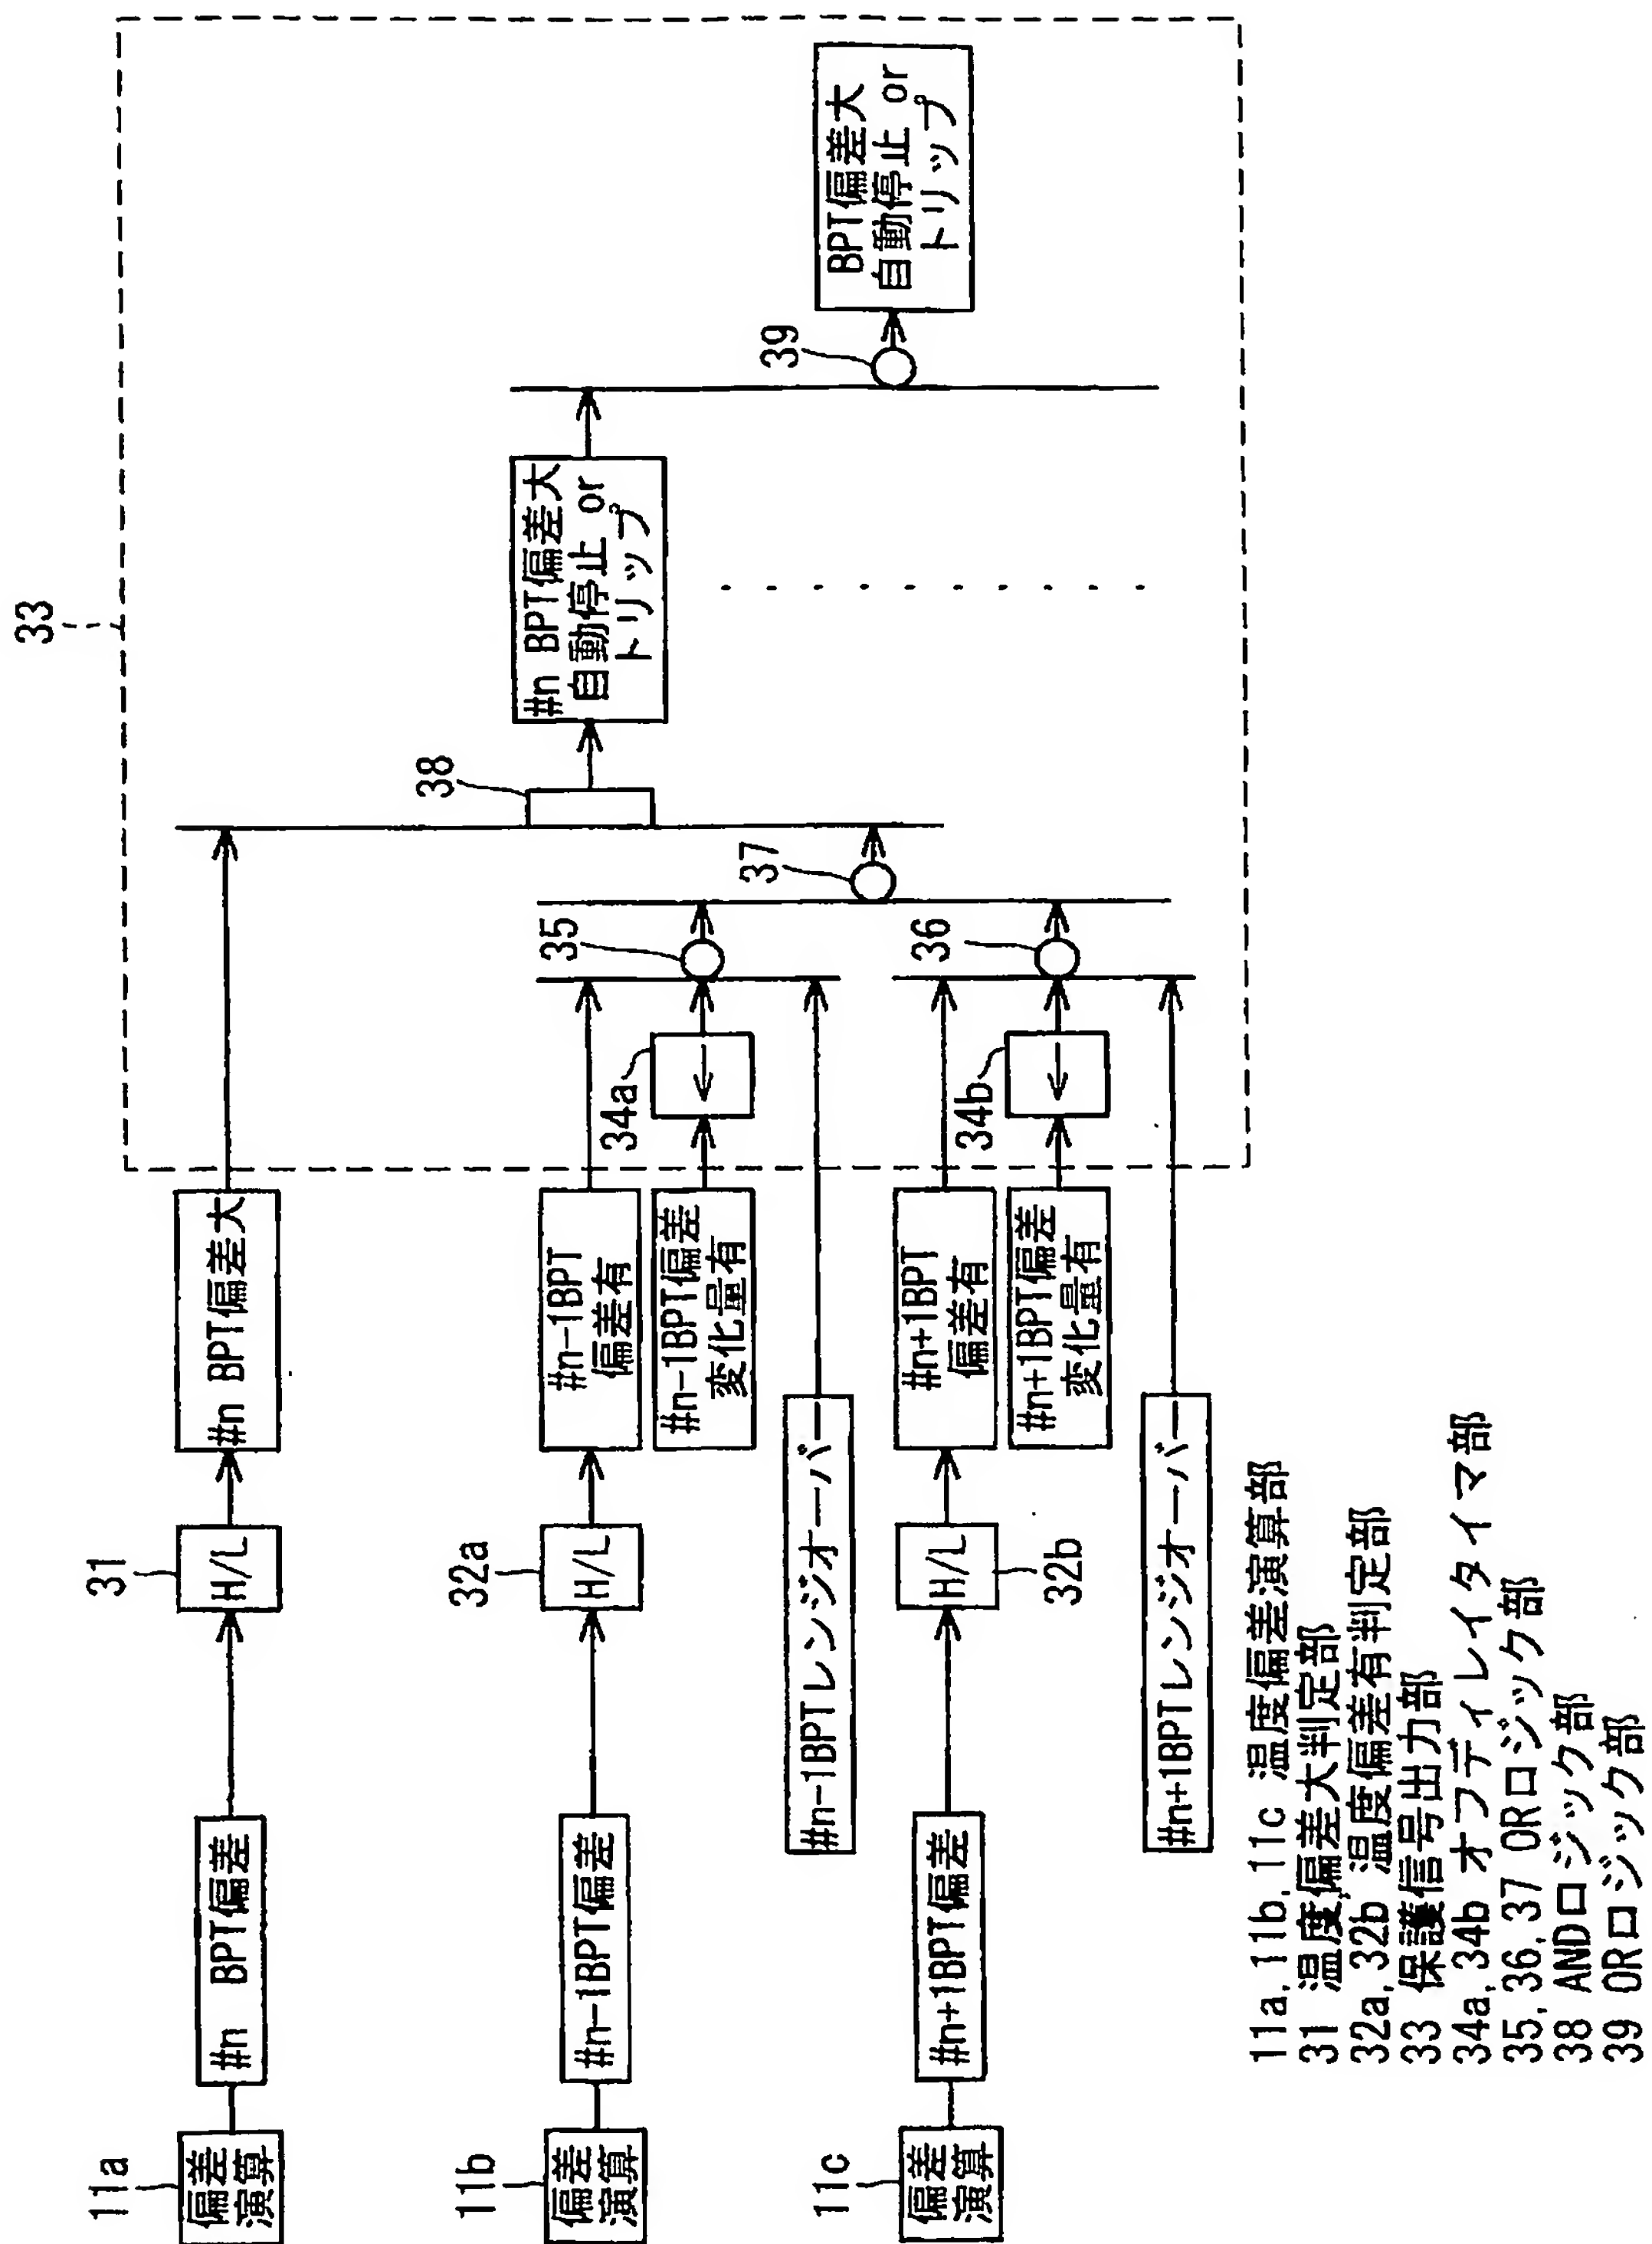 33
11a
偏差
演算
#n BPT偏差
31
H/L
#n BPT偏差大
38
#n BPT偏差大
自動停止 or
トリップ
39
BPT偏差大
自動停止 or
トリップ
11b
偏差
演算
#n-1BPT偏差
32a
H/L
#n-1BPT
偏差有
#n-1BPT偏差
変化量有
34a
35
37
#n-1BPTレンジオーバー
11c
偏差
演算
#n+1BPT偏差
H/L
32b
#n+1BPT
偏差有
#n+1BPT偏差
変化量有
34b
36
#n+1BPTレンジオーバー
11a, 11b, 11c 温度偏差演算部
31 温度偏差大判定部
32a, 32b 温度偏差有判定部
33 保護信号出力部
34a, 34b オフディレイタイマ部
35, 36, 37 ORロジック部
38 ANDロジック部
39 ORロジック部